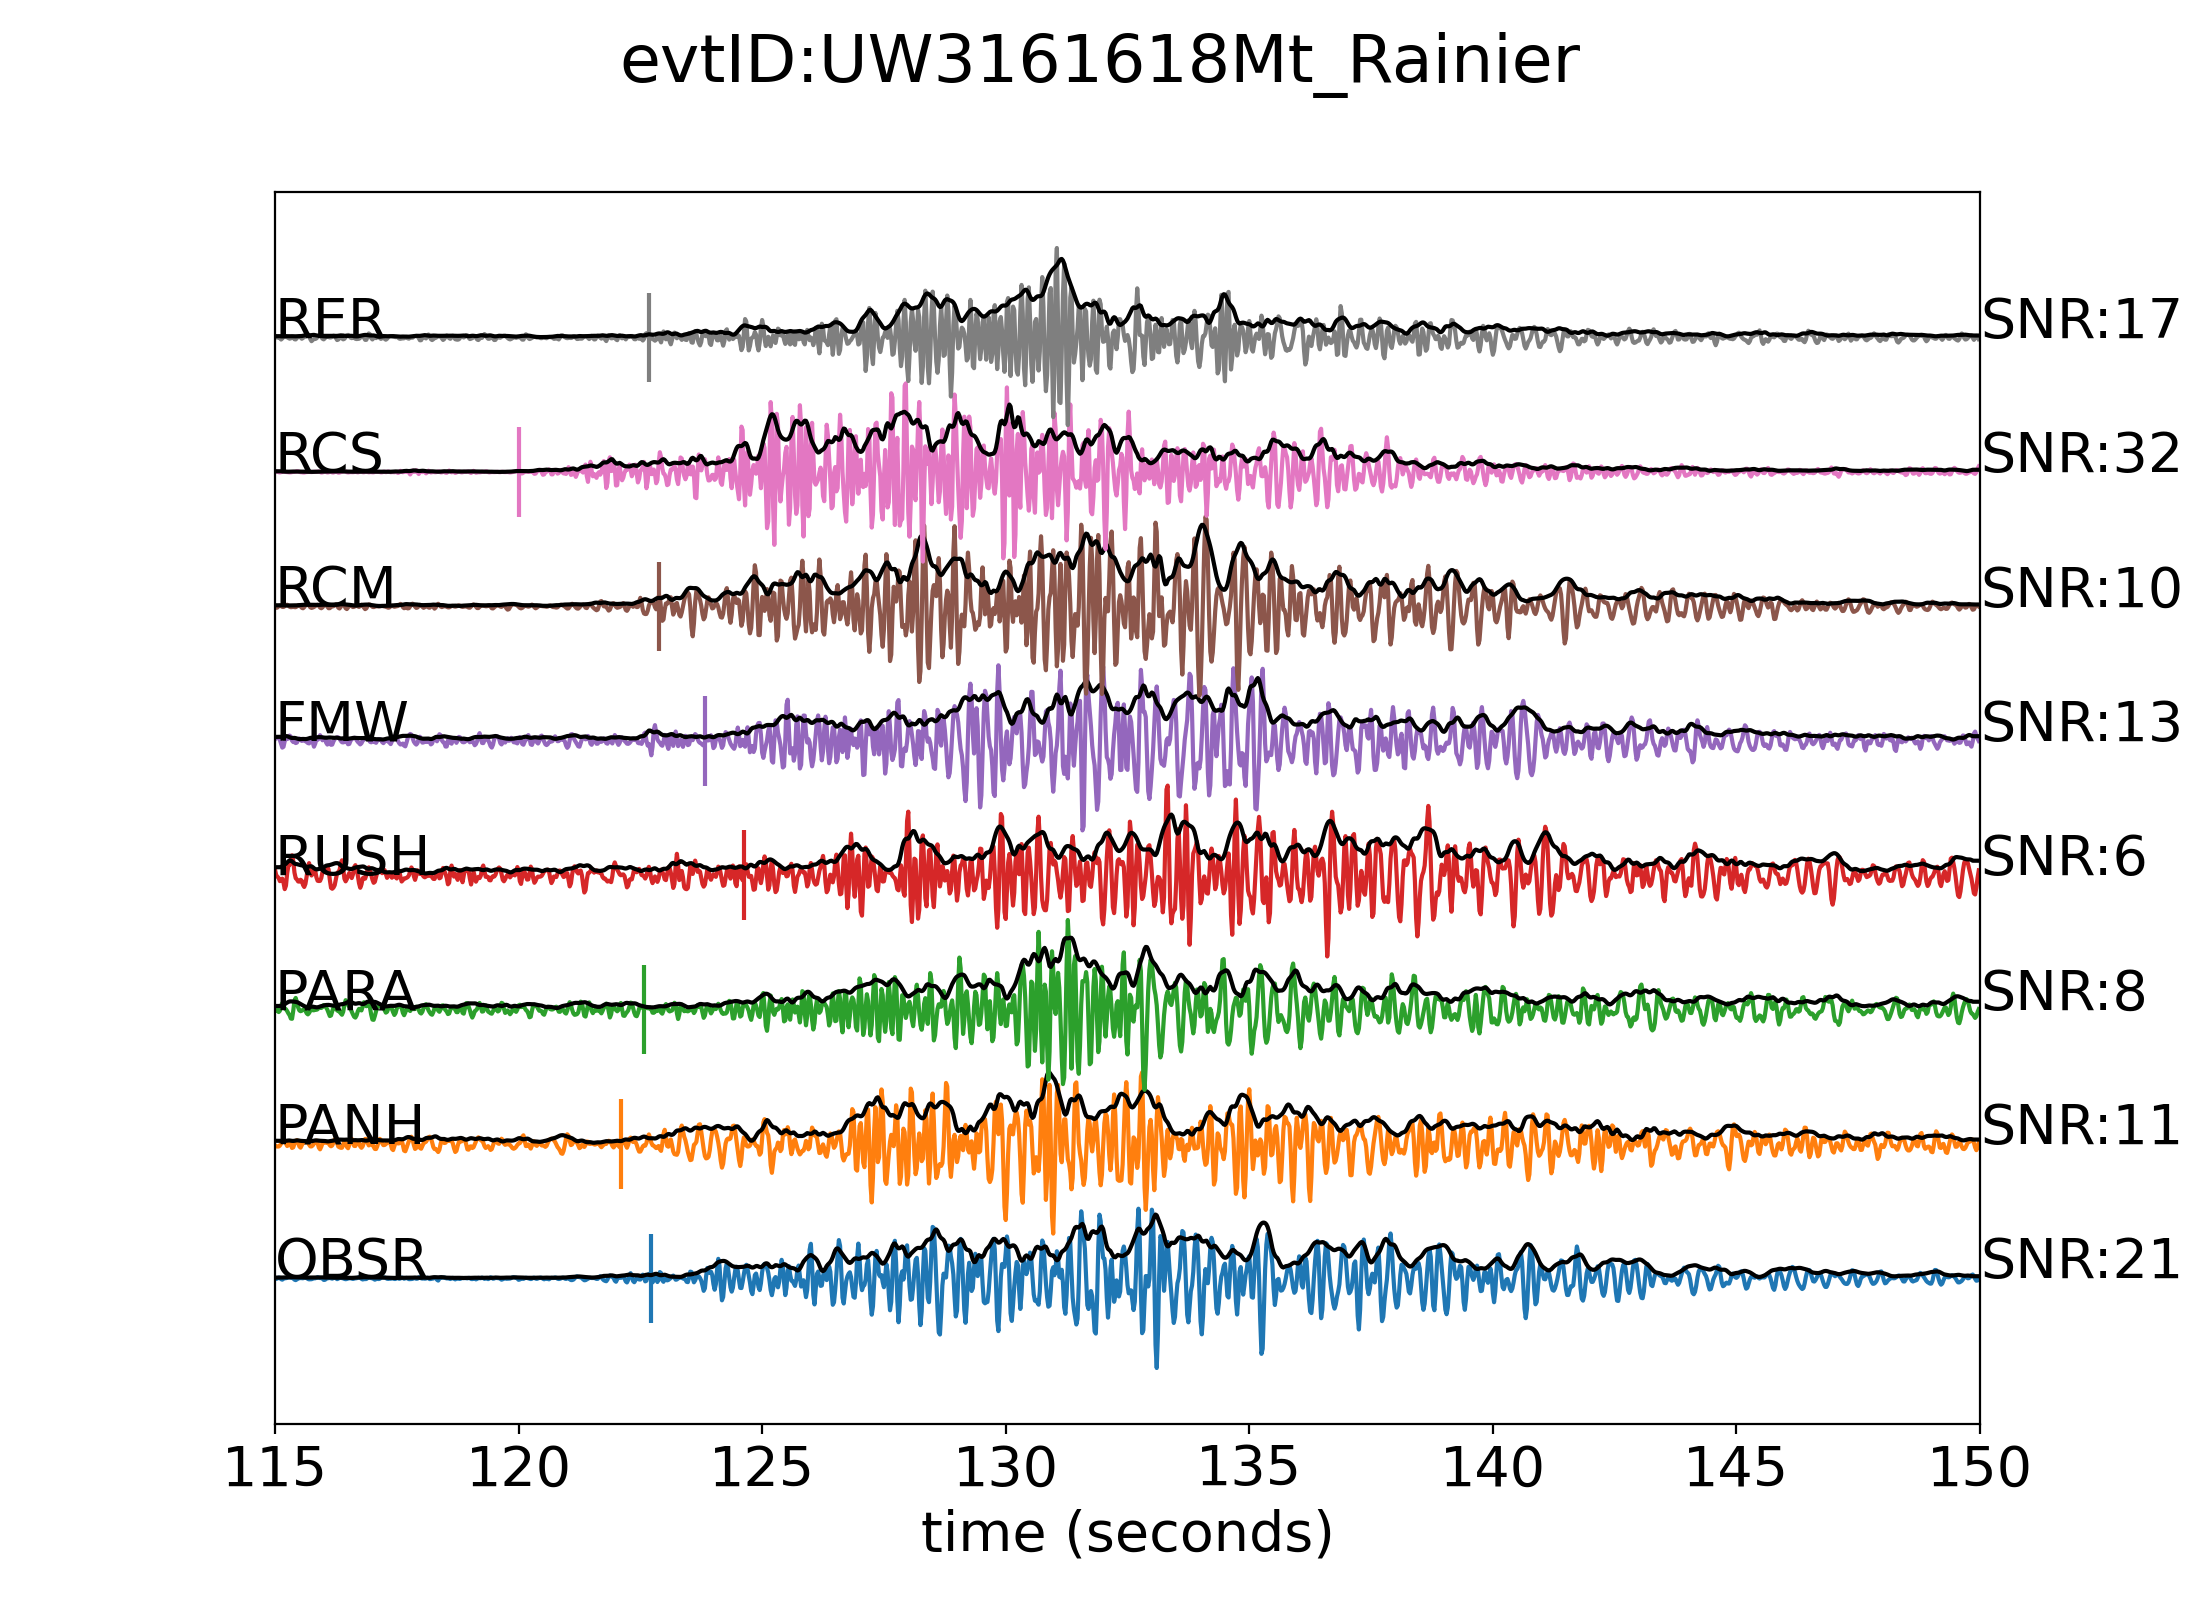 evtID:UW3161618Mt_Rainier
RER SNR:17
RCS SNR:32
RCM SNR:10
FMW SNR:13
RUSH SNR:6
PARA SNR:8
PANH SNR:11
OBSR SNR:21
115 120 125 130 135 140 145 150
time (seconds)